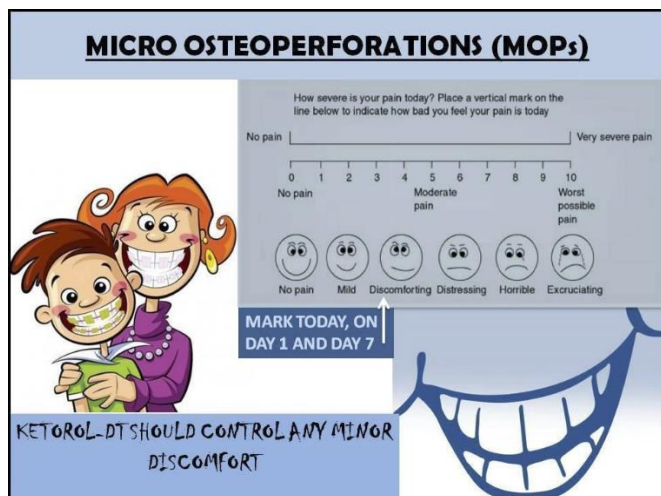 MICRO OSTEOPERFORATIONS (MOPs)
How severe is your pain today? Place a vertical mark on the
line below to indicate how bad you feel your pain is today
No pain
Very severe pain
0 1 2 3 4 5 6 7 8 9 10
No pain Moderate Worst
pain possible
pain
No pain Mild Discomforting Distressing Horrible Excruciating
MARK TODAY, ON
DAY 1 AND DAY 7
KETOROL-DT SHOULD CONTROL ANY MINOR
DISCOMFORT